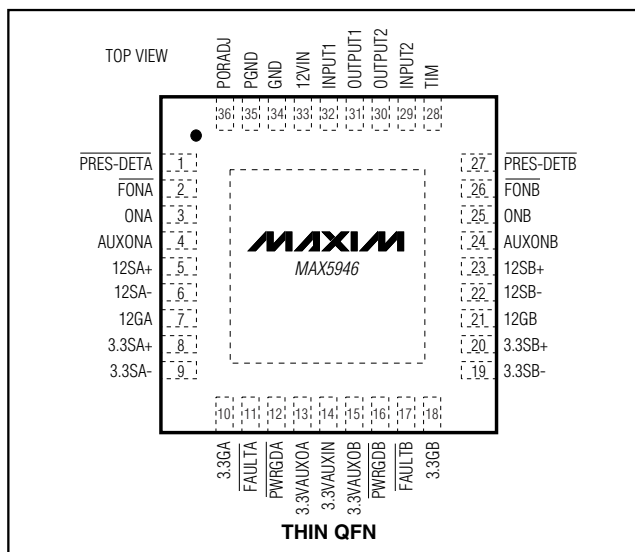 TOP VIEW
PORADJ
PGND
GND
12VIN
INPUT1
OUTPUT1
OUTPUT2
INPUT2
TIM
36 35 34 33 32 31 30 29 28
PRES-DETA 1
FONA 2
ONA 3
AUXONA 4
12SA+ 5
12SA- 6
12GA 7
3.3SA+ 8
3.3SA- 9
MAXIM
MAX5946
27 PRES-DETB
26 FONB
25 ONB
24 AUXONB
23 12SB+
22 12SB-
21 12GB
20 3.3SB+
19 3.3SB-
10 11 12 13 14 15 16 17 18
3.3GA
FAULTA
PWRGDA
3.3VAUXOA
3.3VAUXIN
3.3VAUXOB
PWRGDB
FAULTB
3.3GB
THIN QFN